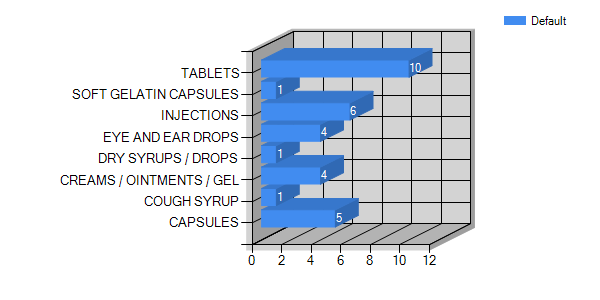 Default
TABLETS 10
SOFT GELATIN CAPSULES 1
INJECTIONS 6
EYE AND EAR DROPS 4
DRY SYRUPS / DROPS 1
CREAMS / OINTMENTS / GEL 4
COUGH SYRUP 1
CAPSULES 5
0 2 4 6 8 10 12